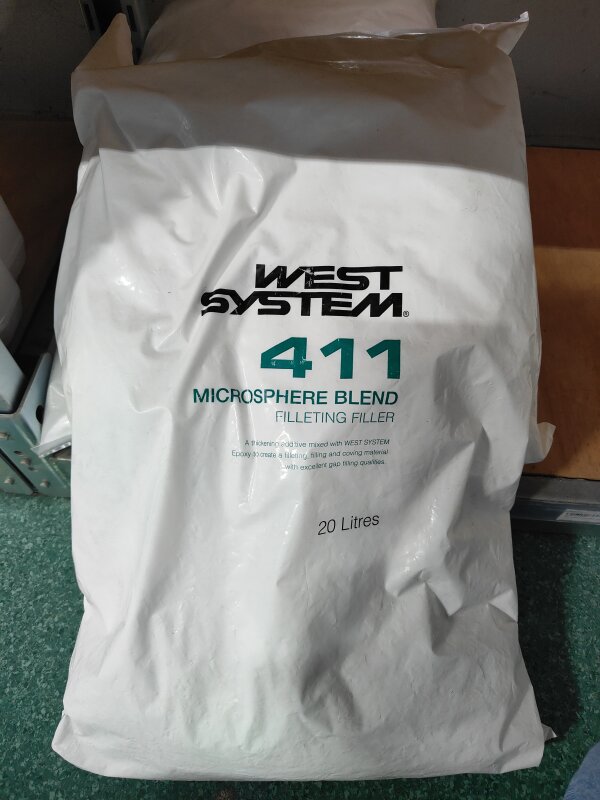 WEST
SYSTEM®
411
MICROSPHERE BLEND
FILLETING FILLER
A thickening additive mixed with WEST SYSTEM
Epoxy to create a filleting, filling and coving material
with excellent gap filling qualities.
20 Litres